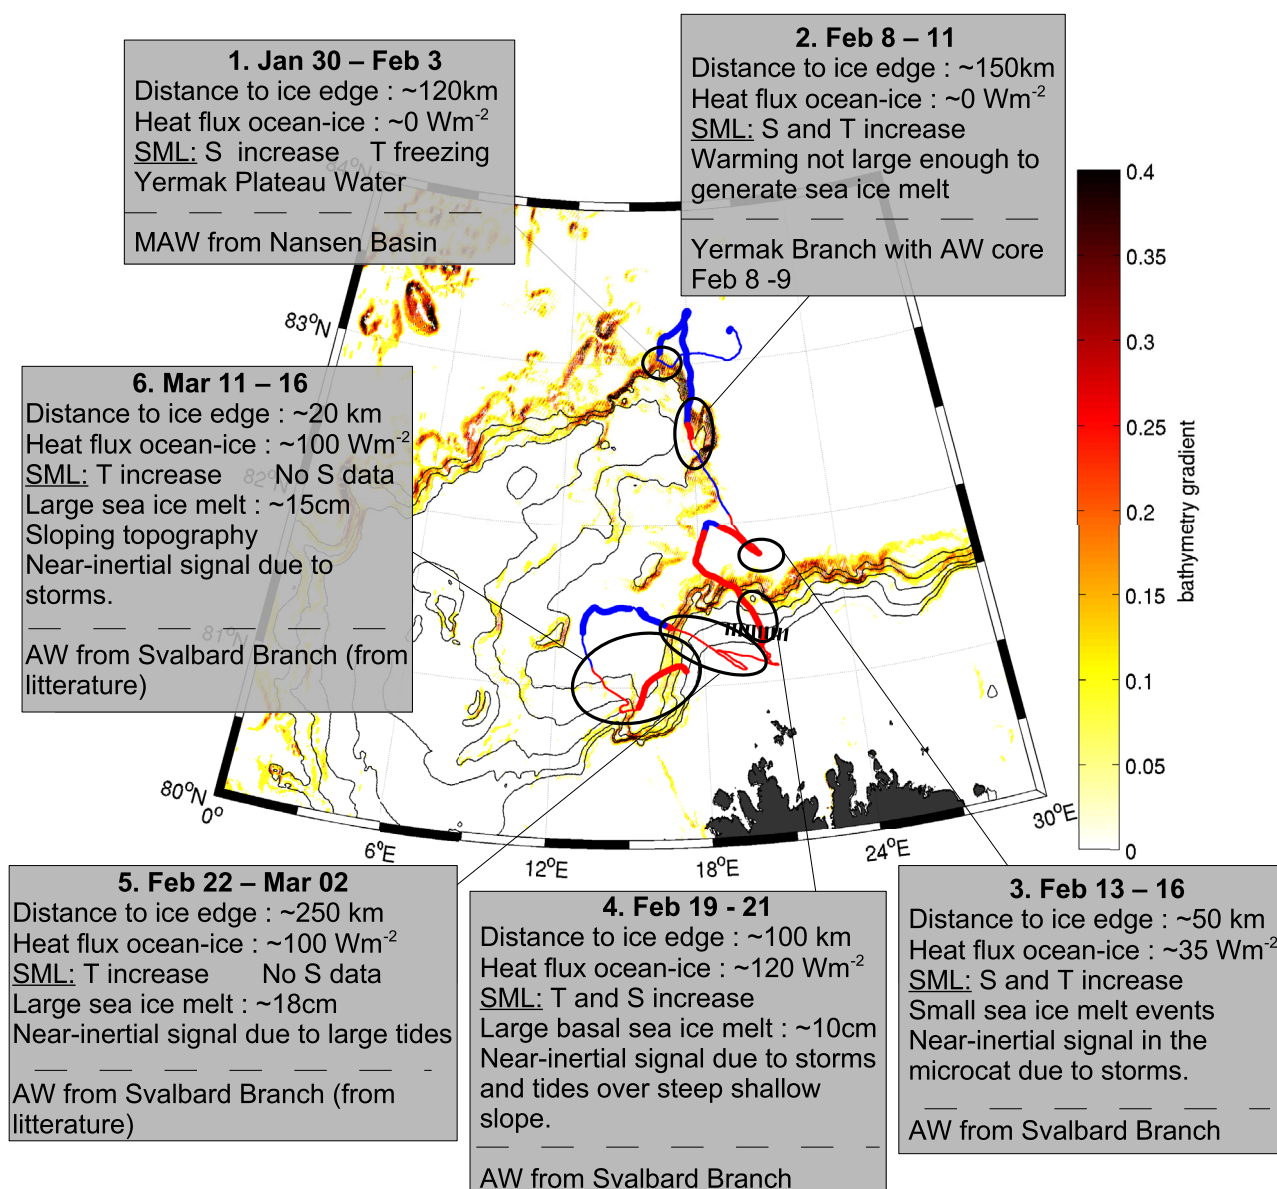 1. Jan 30 – Feb 3
Distance to ice edge : ~120km
Heat flux ocean-ice : ~0 Wm-2
SML: S increase T freezing
Yermak Plateau Water
MAW from Nansen Basin
2. Feb 8 – 11
Distance to ice edge : ~150km
Heat flux ocean-ice : ~0 Wm-2
SML: S and T increase
Warming not large enough to
generate sea ice melt
Yermak Branch with AW core
Feb 8 -9
84°N
83°N
82°N
81°N
80°N
0°
6°E
12°E
18°E
24°E
30°E
0.4
0.35
0.3
0.25
0.2
0.15
0.1
0.05
0
bathymetry gradient
6. Mar 11 – 16
Distance to ice edge : ~20 km
Heat flux ocean-ice : ~100 Wm-2
SML: T increase No S data
Large sea ice melt : ~15cm
Sloping topography
Near-inertial signal due to
storms.
AW from Svalbard Branch (from
litterature)
5. Feb 22 – Mar 02
Distance to ice edge : ~250 km
Heat flux ocean-ice : ~100 Wm-2
SML: T increase No S data
Large sea ice melt : ~18cm
Near-inertial signal due to large tides
AW from Svalbard Branch (from
litterature)
4. Feb 19 - 21
Distance to ice edge : ~100 km
Heat flux ocean-ice : ~120 Wm-2
SML: T and S increase
Large basal sea ice melt : ~10cm
Near-inertial signal due to storms
and tides over steep shallow
slope.
AW from Svalbard Branch
3. Feb 13 – 16
Distance to ice edge : ~50 km
Heat flux ocean-ice : ~35 Wm-2
SML: S and T increase
Small sea ice melt events
Near-inertial signal in the
microcat due to storms.
AW from Svalbard Branch